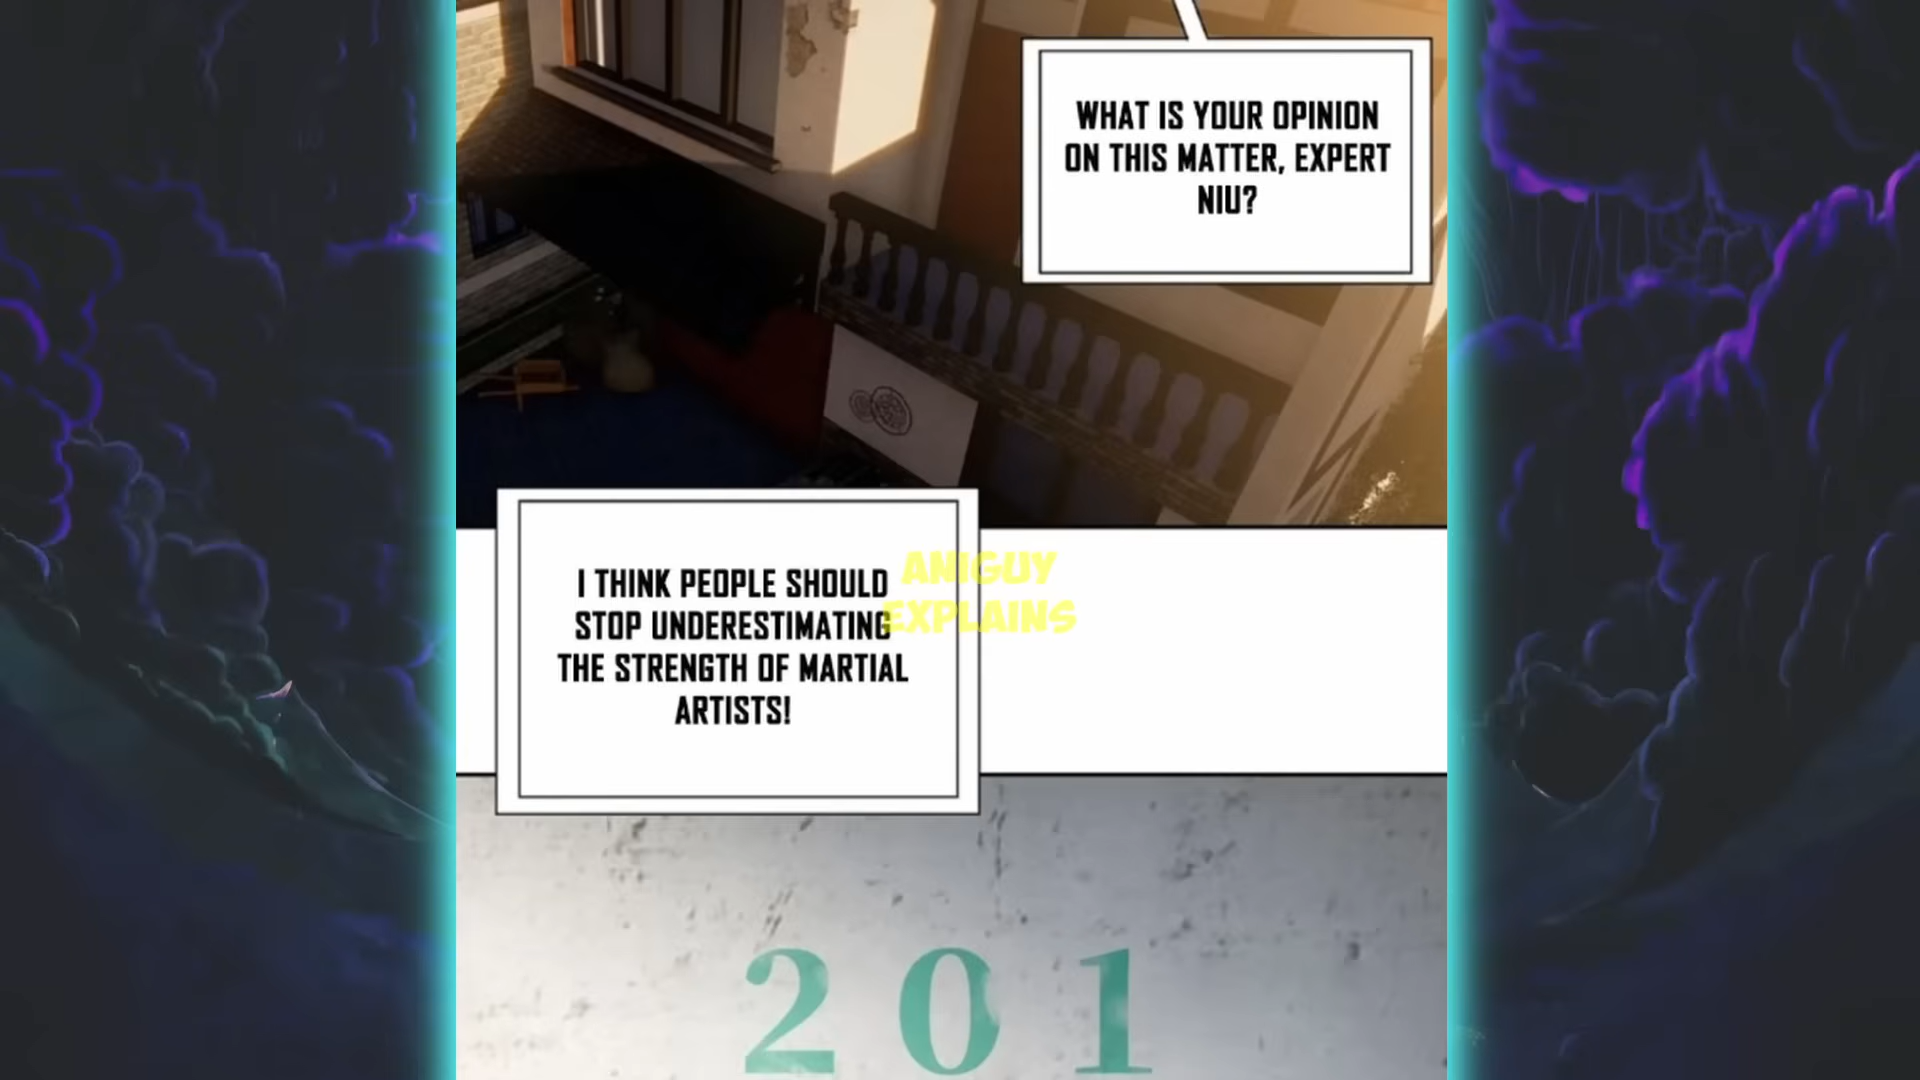 WHAT IS YOUR OPINION
ON THIS MATTER, EXPERT
NIU?
I THINK PEOPLE SHOULD
STOP UNDERESTIMATING
THE STRENGTH OF MARTIAL
ARTISTS!
ANIGUY
EXPLAINS
201